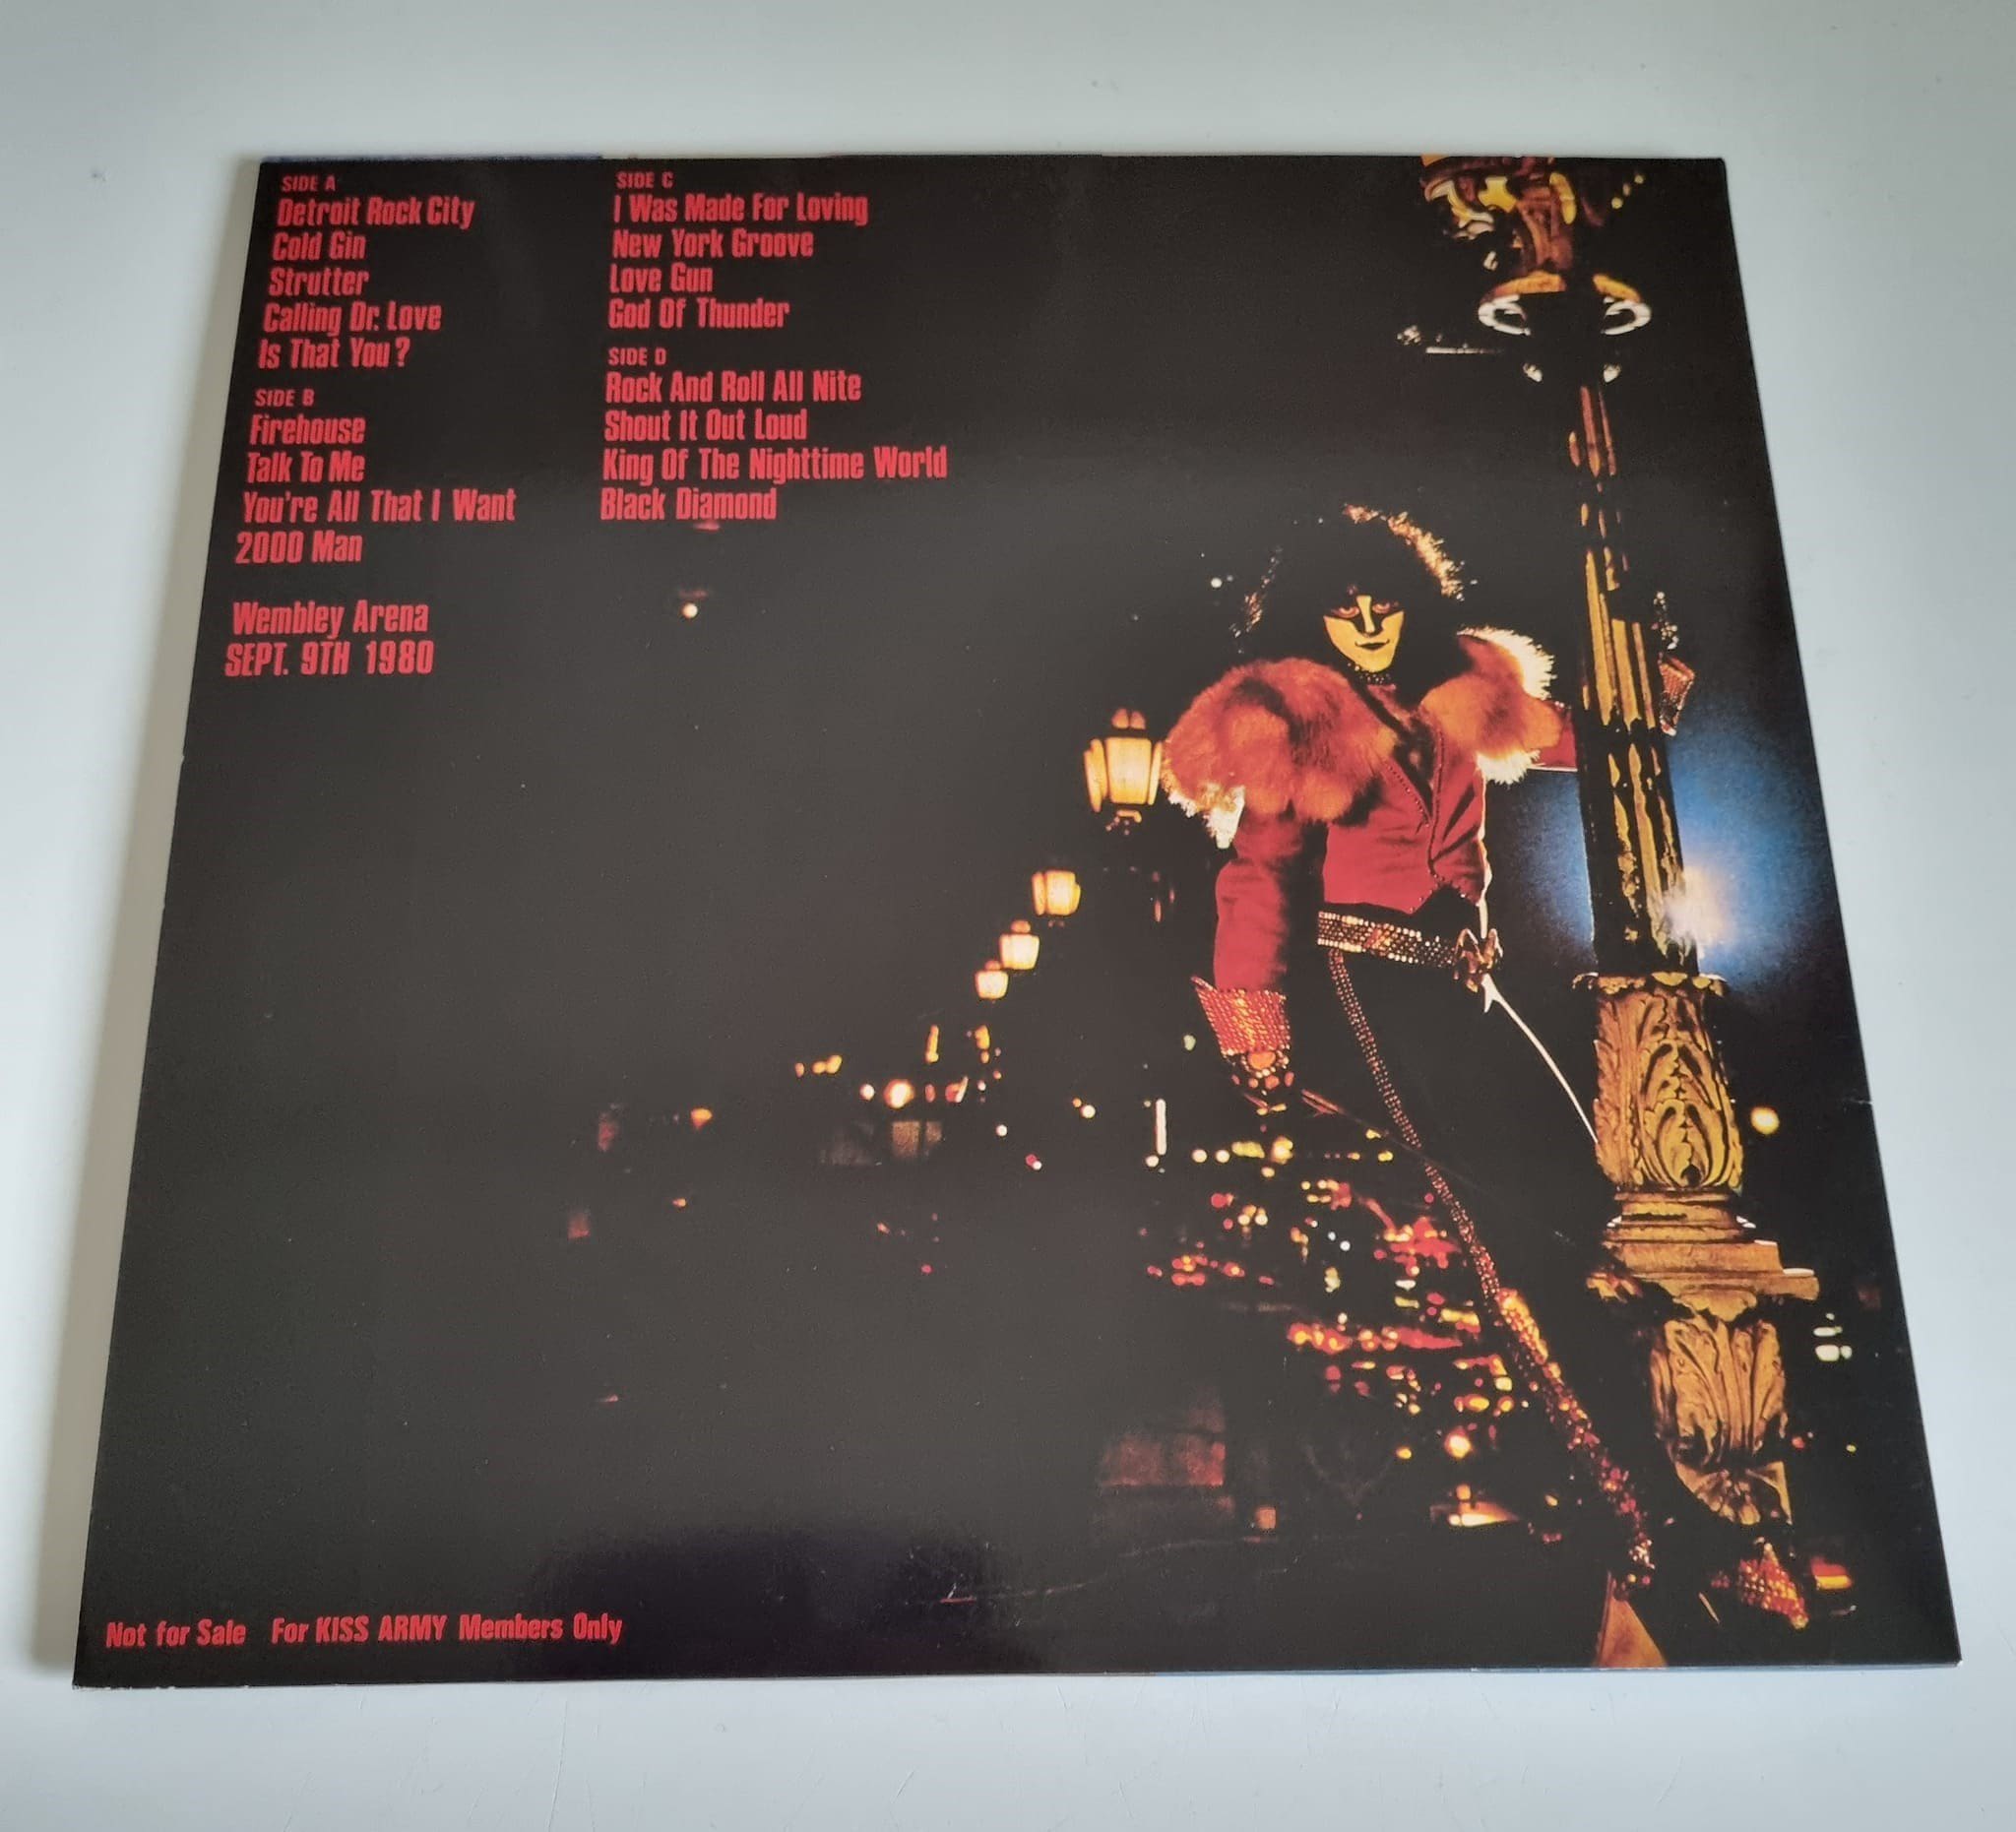 SIDE A
Detroit Rock City
Cold Gin
Strutter
Calling Dr. Love
Is That You?
SIDE B
Firehouse
Talk To Me
You're All That I Want
2000 Man
Wembley Arena
SEPT. 9TH 1980
SIDE C
I Was Made For Loving
New York Groove
Love Gun
God Of Thunder
SIDE D
Rock And Roll All Nite
Shout It Out Loud
King Of The Nighttime World
Black Diamond
Not for Sale For KISS ARMY Members Only